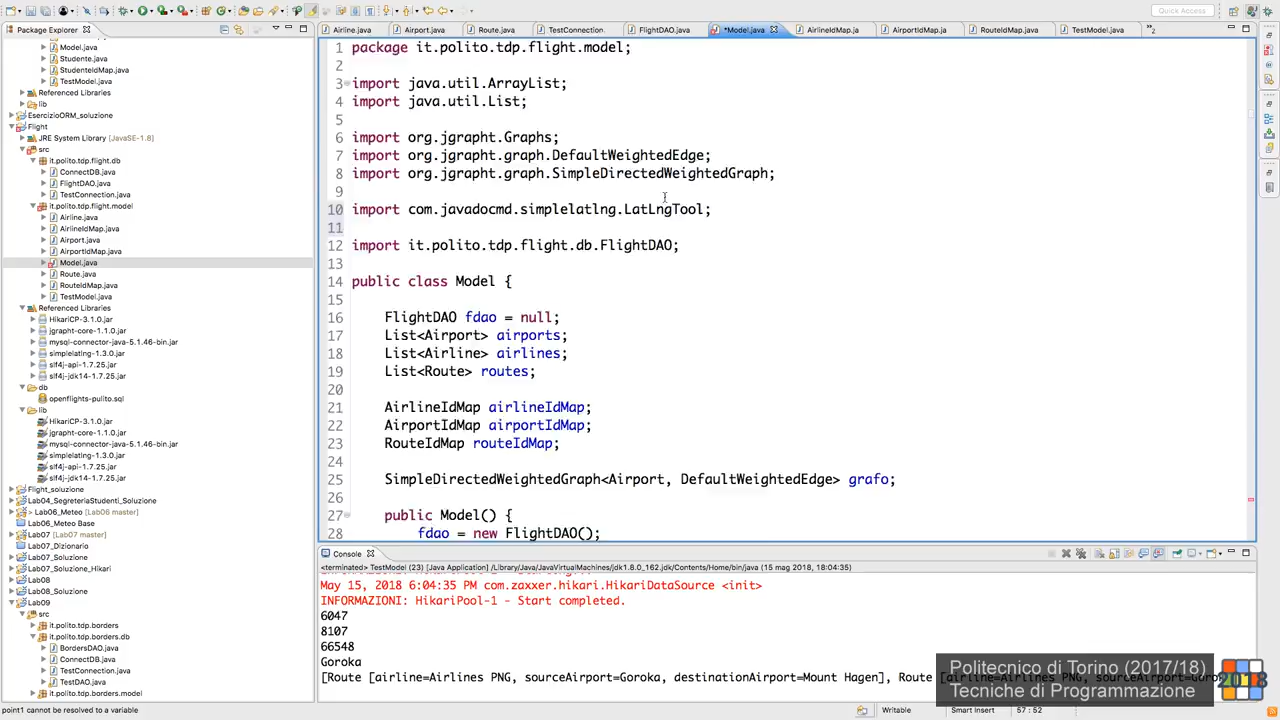 Quick Access
Package Explorer
Airline.java
Airport.java
Route.java
TestConnection.
FlightDAO.java
*Model.java
AirlineIdMap.ja
AirportIdMap.ja
RouteIdMap.java
TestModel.java
Model.java
Studente.java
StudenteIdMap.java
TestModel.java
Referenced Libraries
lib
EsercizioORM_soluzione
Flight
JRE System Library [JavaSE-1.8]
src
it.polito.tdp.flight.db
ConnectDB.java
FlightDAO.java
TestConnection.java
it.polito.tdp.flight.model
Airline.java
AirlineIdMap.java
Airport.java
AirportIdMap.java
Model.java
Route.java
RouteIdMap.java
TestModel.java
Referenced Libraries
HikariCP-3.1.0.jar
jgrapht-core-1.1.0.jar
mysql-connector-java-5.1.46-bin.jar
simplelatlng-1.3.0.jar
slf4j-api-1.7.25.jar
slf4j-jdk14-1.7.25.jar
db
openflights-pulito.sql
lib
HikariCP-3.1.0.jar
jgrapht-core-1.1.0.jar
mysql-connector-java-5.1.46-bin.jar
simplelatlng-1.3.0.jar
slf4j-api-1.7.25.jar
slf4j-jdk14-1.7.25.jar
Flight_soluzione
Lab04_SegreteriaStudenti_Soluzione
> Lab06_Meteo [Lab06 master]
Lab06_Meteo Base
Lab07 [Lab07 master]
Lab07_Dizionario
Lab07_Soluzione
Lab07_Soluzione_Hikari
Lab08
Lab08_Soluzione
Lab09
src
it.polito.tdp.borders
it.polito.tdp.borders.db
BordersDAO.java
ConnectDB.java
TestConnection.java
TestDAO.java
it.polito.tdp.borders.model
1 package it.polito.tdp.flight.model;
2
3 import java.util.ArrayList;
4 import java.util.List;
5
6 import org.jgrapht.Graphs;
7 import org.jgrapht.graph.DefaultWeightedEdge;
8 import org.jgrapht.graph.SimpleDirectedWeightedGraph;
9
10 import com.javadocmd.simplelatlng.LatLngTool;
11
12 import it.polito.tdp.flight.db.FlightDAO;
13
14 public class Model {
15
16 FlightDAO fdao = null;
17 List<Airport> airports;
18 List<Airline> airlines;
19 List<Route> routes;
20
21 AirlineIdMap airlineIdMap;
22 AirportIdMap airportIdMap;
23 RouteIdMap routeIdMap;
24
25 SimpleDirectedWeightedGraph<Airport, DefaultWeightedEdge> grafo;
26
27 public Model() {
28 fdao = new FlightDAO();
Console
<terminated> TestModel (23) [Java Application] /Library/Java/JavaVirtualMachines/jdk1.8.0_162.jdk/Contents/Home/bin/java (15 mag 2018, 18:04:35)
May 15, 2018 6:04:35 PM com.zaxxer.hikari.HikariDataSource <init>
INFORMAZIONI: HikariPool-1 - Start completed.
6047
8107
66548
Goroka
[Route [airline=Airlines PNG, sourceAirport=Goroka, destinationAirport=Mount Hagen], Route
Politecnico di Torino (2017/18)
Tecniche di Programmazione
2018
point1 cannot be resolved to a variable
Writable
Smart Insert
57 : 52